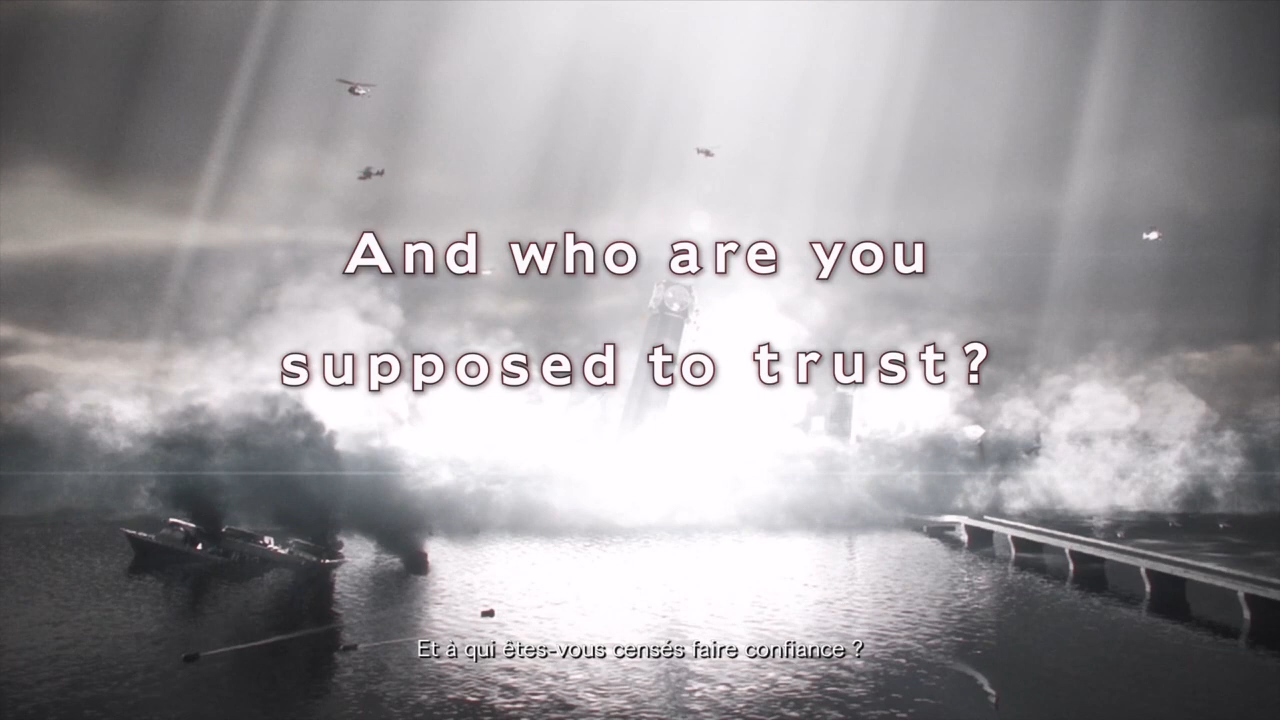 And who are you
supposed to trust?
Et à qui êtes-vous censés faire confiance ?